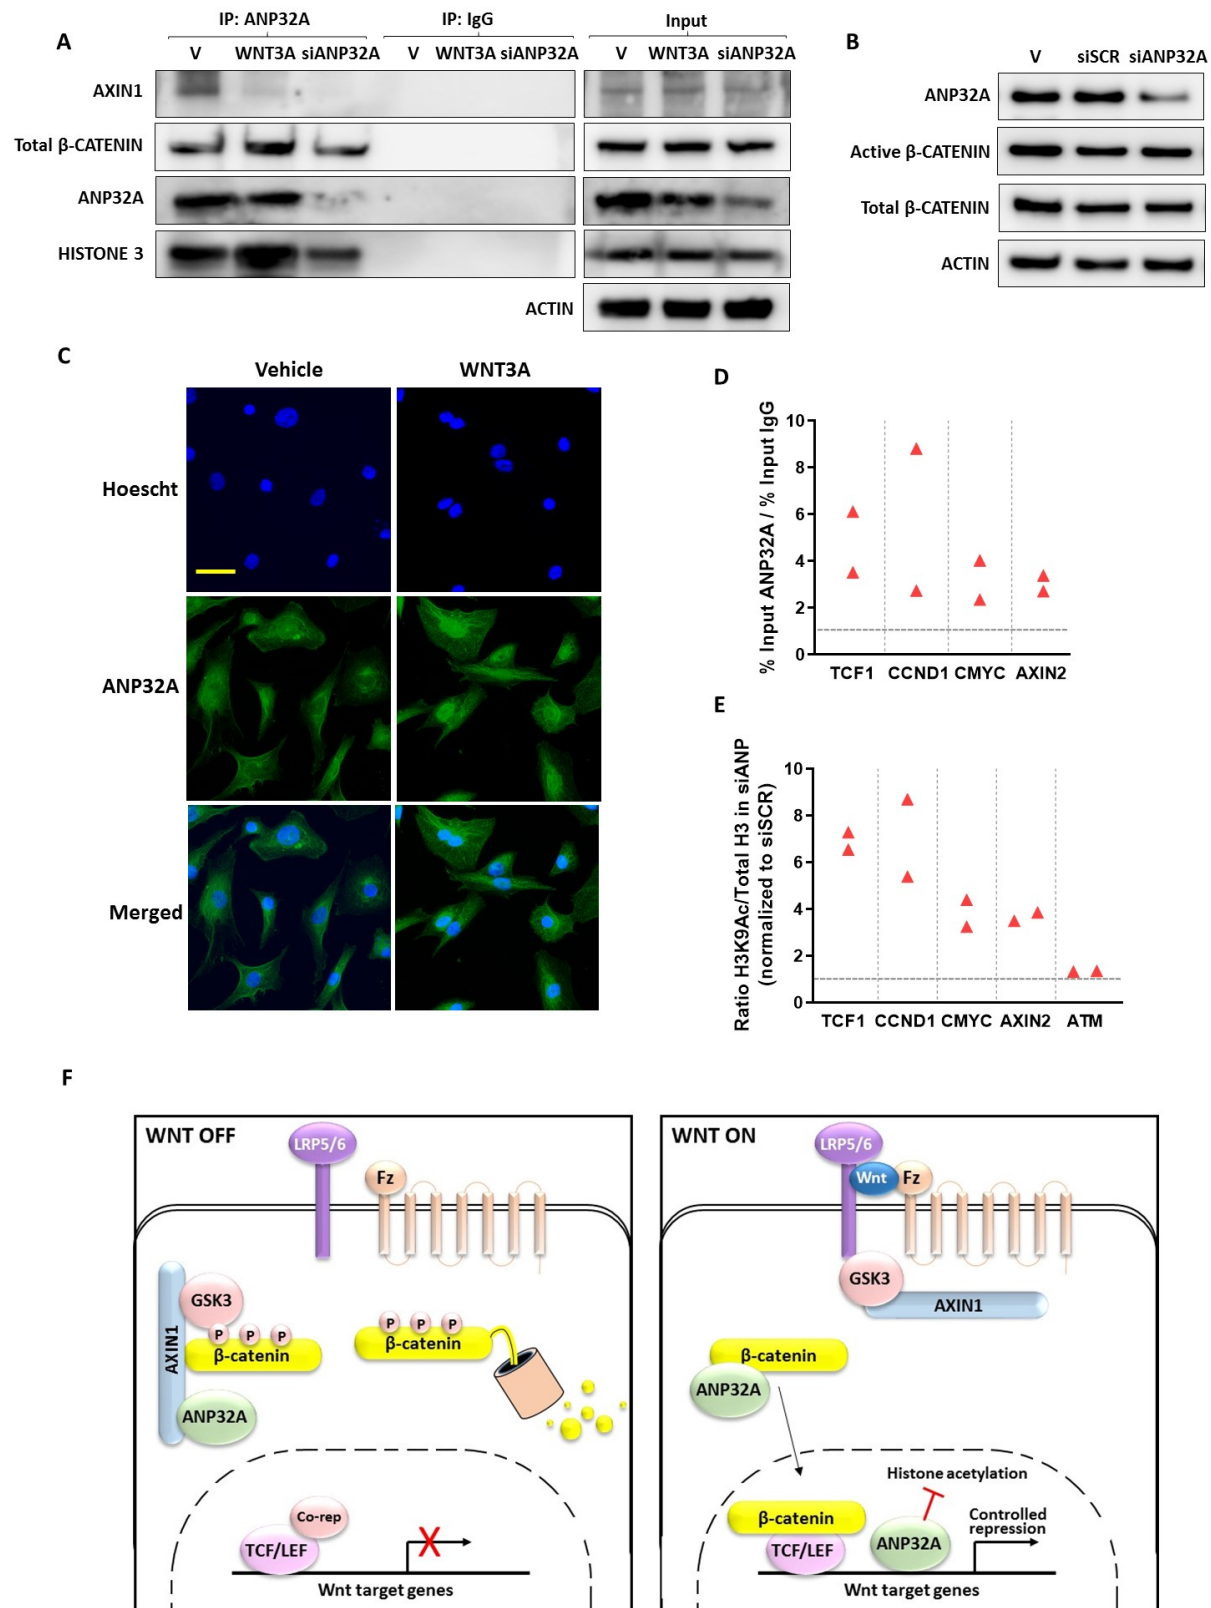 A
IP: ANP32A
IP: IgG
Input
V WNT3A siANP32A V WNT3A siANP32A V WNT3A siANP32A
AXIN1
Total β-CATENIN
ANP32A
HISTONE 3
ACTIN
B
V siSCR siANP32A
ANP32A
Active β-CATENIN
Total β-CATENIN
ACTIN
C
Vehicle WNT3A
Hoescht
ANP32A
Merged
D
% Input ANP32A / % Input IgG
10
8
6
4
2
0
TCF1 CCND1 CMYC AXIN2
E
Ratio H3K9Ac/Total H3 in siANP
(normalized to siSCR)
10
8
6
4
2
0
TCF1 CCND1 CMYC AXIN2 ATM
F
WNT OFF
LRP5/6
Fz
AXIN1
GSK3
P P P
β-catenin
ANP32A
P P P
β-catenin
Co-rep
TCF/LEF
X
Wnt target genes
WNT ON
LRP5/6
Wnt
Fz
GSK3
AXIN1
β-catenin
ANP32A
Histone acetylation
β-catenin
TCF/LEF
ANP32A
Controlled
repression
Wnt target genes